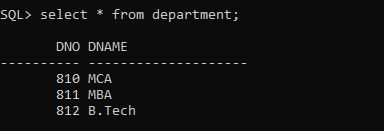 SQL> select * from department;
DNO DNAME
---------- --------------------
810 MCA
811 MBA
812 B.Tech